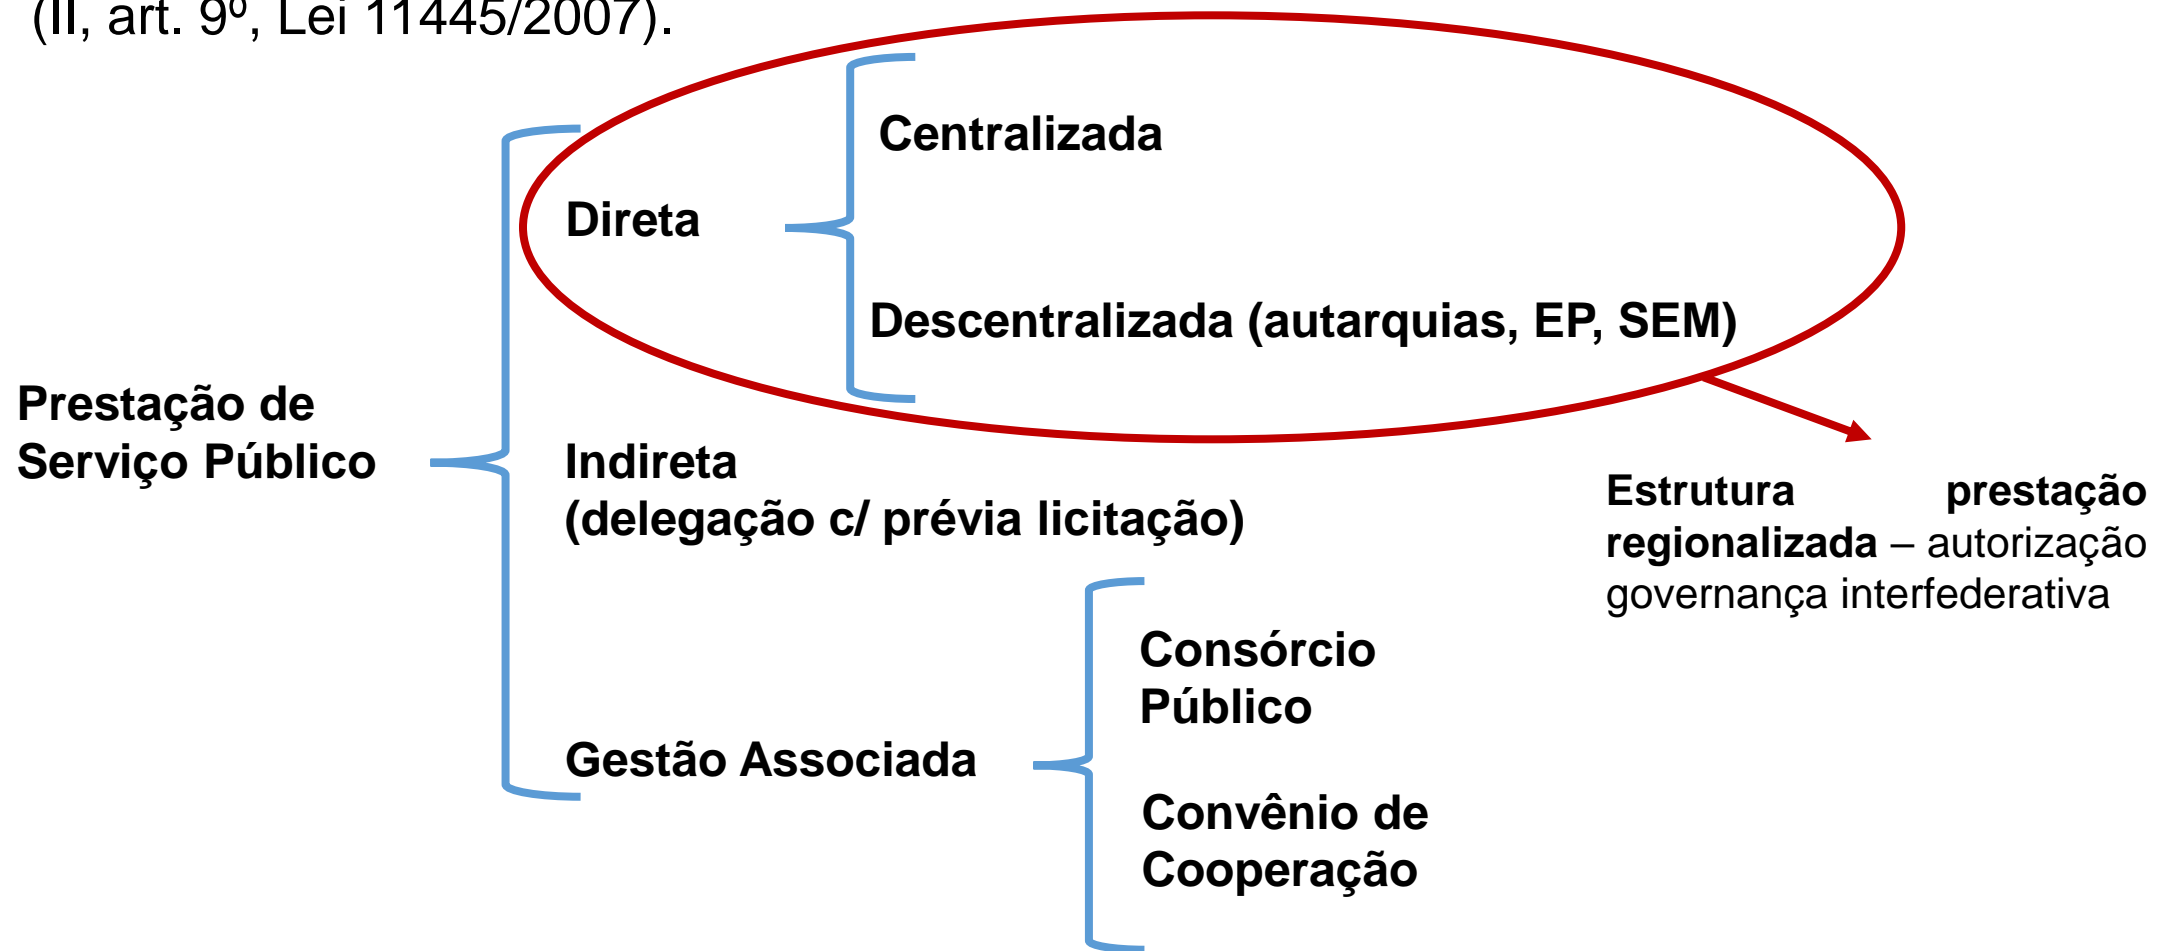 (II, art. 9º, Lei 11445/2007).
Centralizada
Direta
Descentralizada (autarquias, EP, SEM)
Prestação de
Serviço Público
Indireta
(delegação c/ prévia licitação)
Estrutura prestação
regionalizada – autorização
governança interfederativa
Consórcio
Público
Gestão Associada
Convênio de
Cooperação